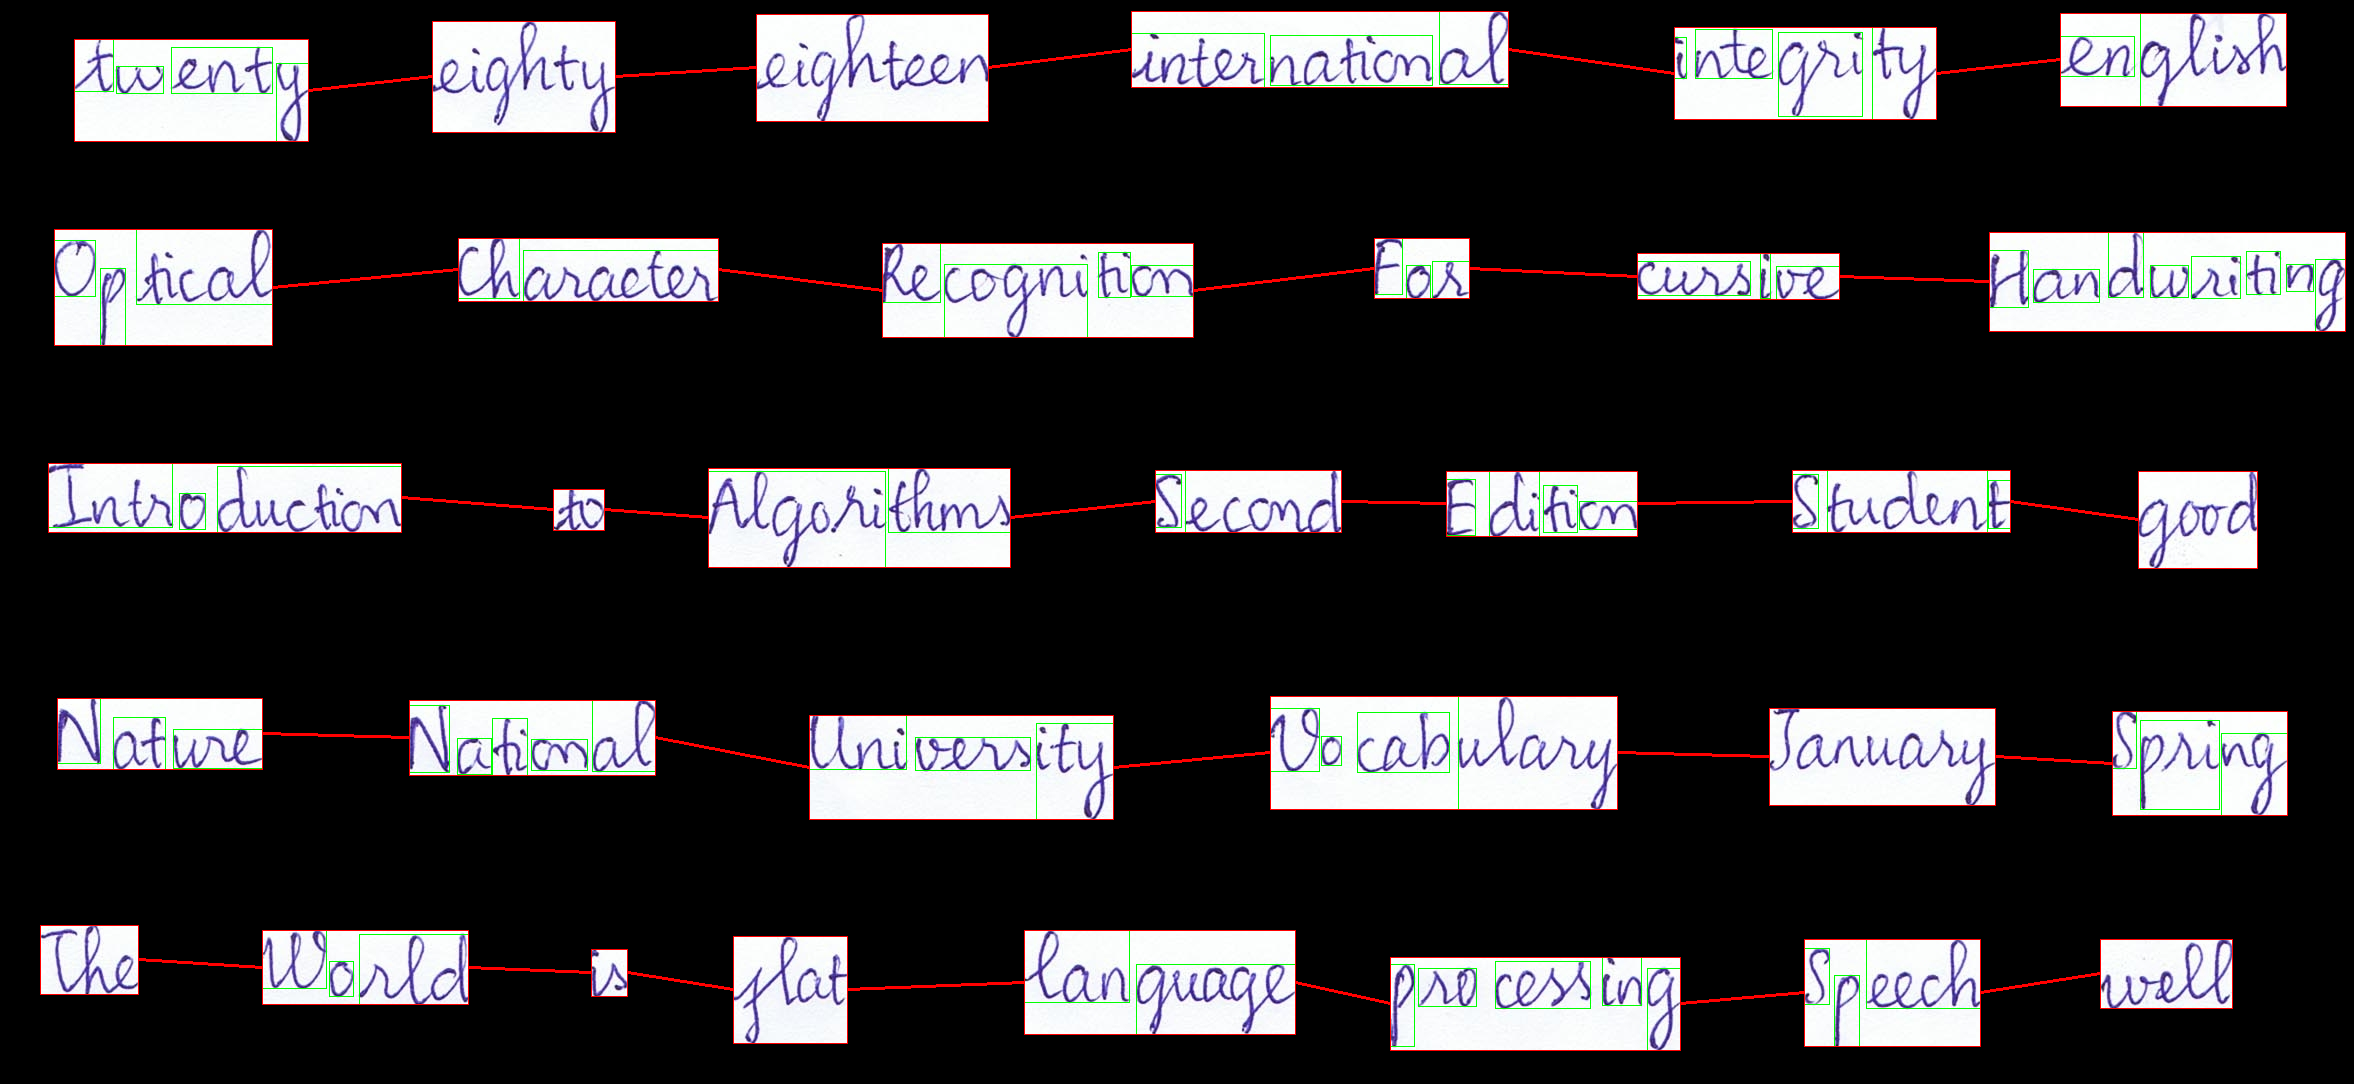 twenty eighty eighteen international integrity english
Optical Character Recognition For cursive Handwriting
Introduction to Algorithms Second Edition Student good
Nature National University Vocabulary January Spring
The World is flat language processing Speech well